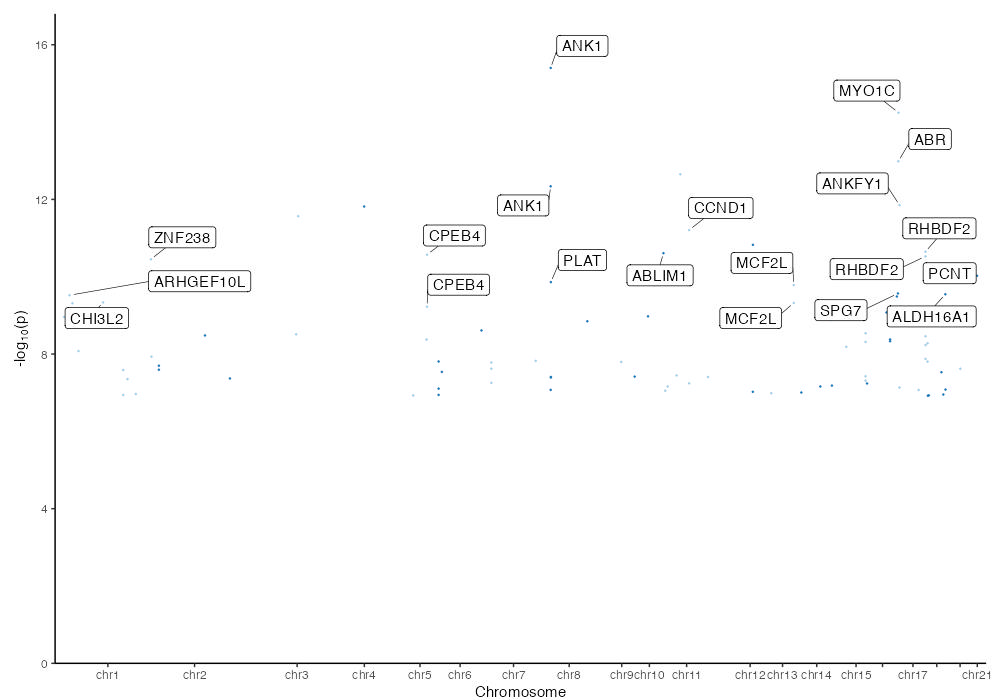 16
ANK1
MYO1C
ABR
ANKFY1
12
ANK1
CCND1
RHBDF2
ZNF238
CPEB4
PLAT
MCF2L
RHBDF2
PCNT
ARHGEF10L
CPEB4
ABLIM1
CHI3L2
MCF2L
SPG7
ALDH16A1
-log10(p)
8
4
0
chr1 chr2 chr3 chr4 chr5 chr6 chr7 chr8 chr9 chr10 chr11 chr12 chr13 chr14 chr15 chr17 chr21
Chromosome